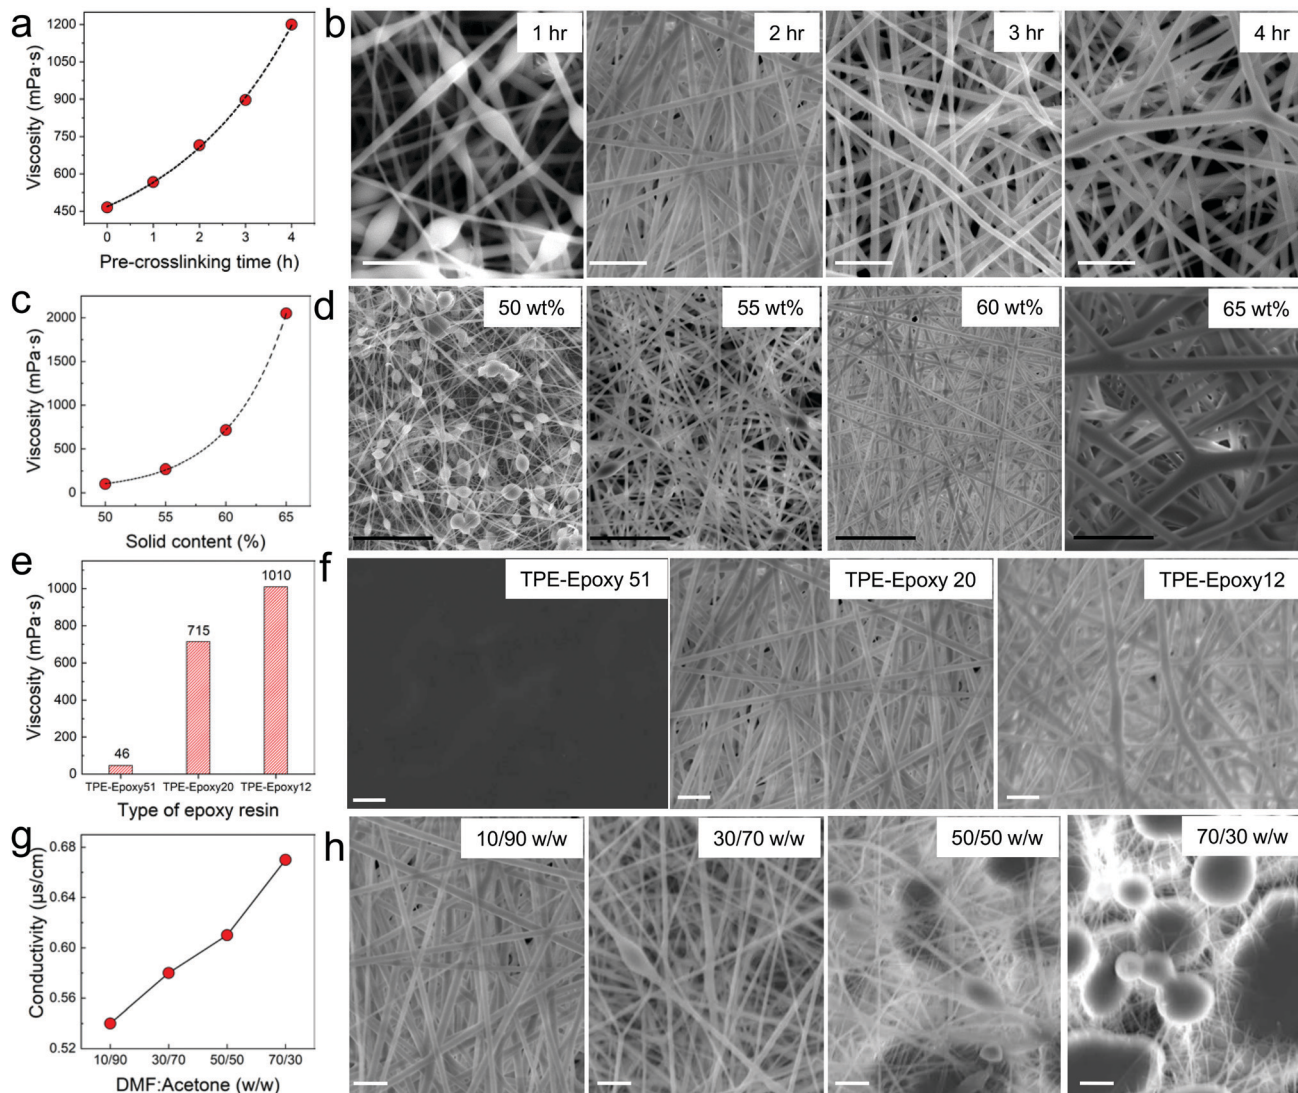 a
1200
1050
900
750
600
450
Viscosity (mPa·s)
0 1 2 3 4
Pre-crosslinking time (h)
b
1 hr
2 hr
3 hr
4 hr
c
2000
1500
1000
500
0
Viscosity (mPa·s)
50 55 60 65
Solid content (%)
d
50 wt%
55 wt%
60 wt%
65 wt%
e
1000
800
600
400
200
0
Viscosity (mPa·s)
46
715
1010
TPE-Epoxy51 TPE-Epoxy20 TPE-Epoxy12
Type of epoxy resin
f
TPE-Epoxy 51
TPE-Epoxy 20
TPE-Epoxy12
g
0.68
0.64
0.60
0.56
0.52
Conductivity (μs/cm)
10/90 30/70 50/50 70/30
DMF:Acetone (w/w)
h
10/90 w/w
30/70 w/w
50/50 w/w
70/30 w/w